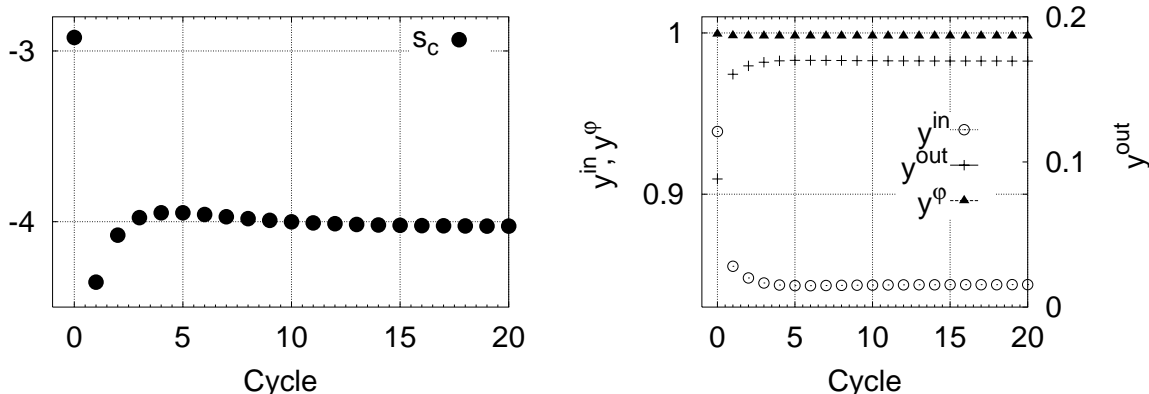 -3
-4
s_c
0 5 10 15 20
Cycle
1
0.9
y^in, y^φ
y^in
y^out
y^φ
0.2
0.1
0
y^out
0 5 10 15 20
Cycle